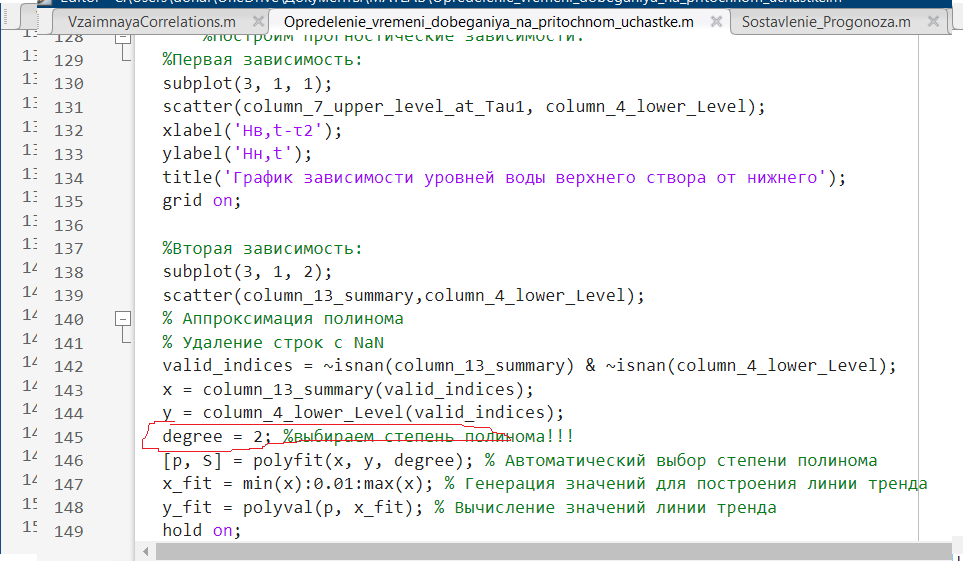 VzaimnayaCorrelations.m Opredelenie_vremeni_dobeganiya_na_pritochnom_uchastke.m Sostavlenie_Progonoza.m
128 %Построим прогностические зависимости:
129 %Первая зависимость:
130 subplot(3, 1, 1);
131 scatter(column_7_upper_level_at_Tau1, column_4_lower_Level);
132 xlabel('Нв,t-τ2');
133 ylabel('Нн,t');
134 title('График зависимости уровней воды верхнего створа от нижнего');
135 grid on;
136
137 %Вторая зависимость:
138 subplot(3, 1, 2);
139 scatter(column_13_summary,column_4_lower_Level);
140 % Аппроксимация полинома
141 % Удаление строк с NaN
142 valid_indices = ~isnan(column_13_summary) & ~isnan(column_4_lower_Level);
143 x = column_13_summary(valid_indices);
144 y = column_4_lower_Level(valid_indices);
145 degree = 2; %выбираем степень полинома!!!
146 [p, S] = polyfit(x, y, degree); % Автоматический выбор степени полинома
147 x_fit = min(x):0.01:max(x); % Генерация значений для построения линии тренда
148 y_fit = polyval(p, x_fit); % Вычисление значений линии тренда
149 hold on;